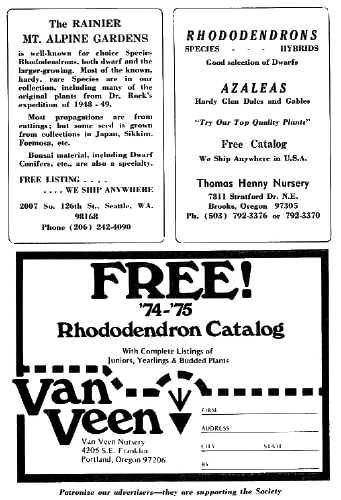 The RAINIER
MT. ALPINE GARDENS
is well-known for choice Species
Rhododendrons, both dwarf and the
larger-growing. Most of the known,
hardy, rare Species are in our
collection, including many of the
original plants from Dr. Rock's
expedition of 1948 - 49.
Most propagations are from
cuttings; but some seed is grown
from collections in Japan, Sikkim,
Formosa, etc.
Bonsai material, including Dwarf
Conifers, etc., are also a specialty.
FREE LISTING . . . .
. . . . WE SHIP ANYWHERE
2007 So. 126th St., Seattle, WA.
98168
Phone (206) 242-4090
RHODODENDRONS
SPECIES - - - HYBRIDS
Good selection of Dwarfs
AZALEAS
Hardy Glen Dales and Gables
"Try Our Top Quality Plants"
Free Catalog
We Ship Anywhere in U.S.A.
Thomas Henny Nursery
7811 Stratford Dr. N.E.
Brooks, Oregon 97305
Ph. (503) 792-3376 or 792-3370
FREE!
'74-'75
Rhododendron Catalog
With Complete Listings of
Juniors, Yearlings & Budded Plants
Van
Veen
Van Veen Nursery
4205 S.E. Franklin
Portland, Oregon 97206
FIRM
ADDRESS
CITY STATE
BY
Patronize our advertisers—they are supporting the Society